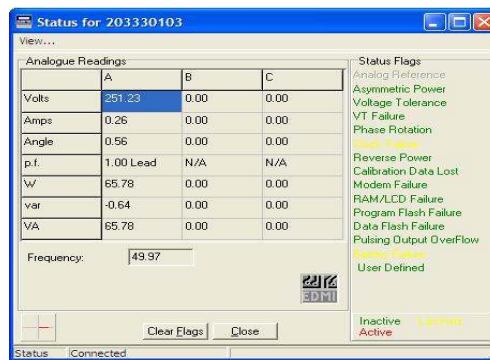 Status for 203330103
View...
Analogue Readings
A B C
Volts 251.23 0.00 0.00
Amps 0.26 0.00 0.00
Angle 0.56 0.00 0.00
p.f. 1.00 Lead N/A N/A
W 65.78 0.00 0.00
var -0.64 0.00 0.00
VA 65.78 0.00 0.00
Frequency: 49.97
EDMI
Clear Flags Close
Status Flags
Analog Reference
Asymmetric Power
Voltage Tolerance
VT Failure
Phase Rotation
Clock Failure
Reverse Power
Calibration Data Lost
Modem Failure
RAM/LCD Failure
Program Flash Failure
Data Flash Failure
Pulsing Output OverFlow
Battery Failure
User Defined
Inactive
Active
Status Connected